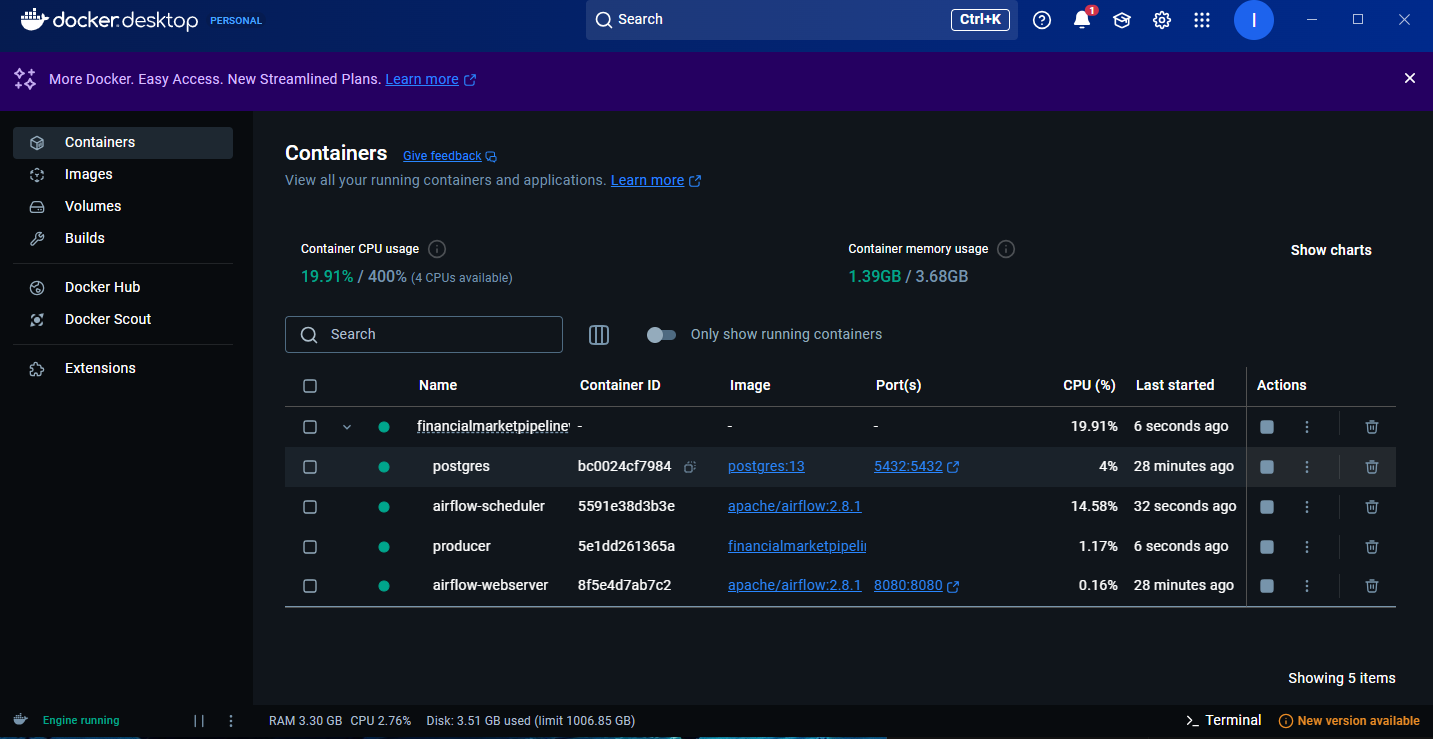 docker.desktop PERSONAL
Search Ctrl+K
1
I
More Docker. Easy Access. New Streamlined Plans. Learn more
Containers
Images
Volumes
Builds
Docker Hub
Docker Scout
Extensions
Containers Give feedback
View all your running containers and applications. Learn more
Container CPU usage
19.91% / 400% (4 CPUs available)
Container memory usage
1.39GB / 3.68GB
Show charts
Search
Only show running containers
Name Container ID Image Port(s) CPU (%) Last started Actions
financialmarketpipeline - - - 19.91% 6 seconds ago
postgres bc0024cf7984 postgres:13 5432:5432 4% 28 minutes ago
airflow-scheduler 5591e38d3b3e apache/airflow:2.8.1 14.58% 32 seconds ago
producer 5e1dd261365a financialmarketpipeli 1.17% 6 seconds ago
airflow-webserver 8f5e4d7ab7c2 apache/airflow:2.8.1 8080:8080 0.16% 28 minutes ago
Showing 5 items
Engine running
RAM 3.30 GB CPU 2.76% Disk: 3.51 GB used (limit 1006.85 GB)
>_ Terminal
New version available